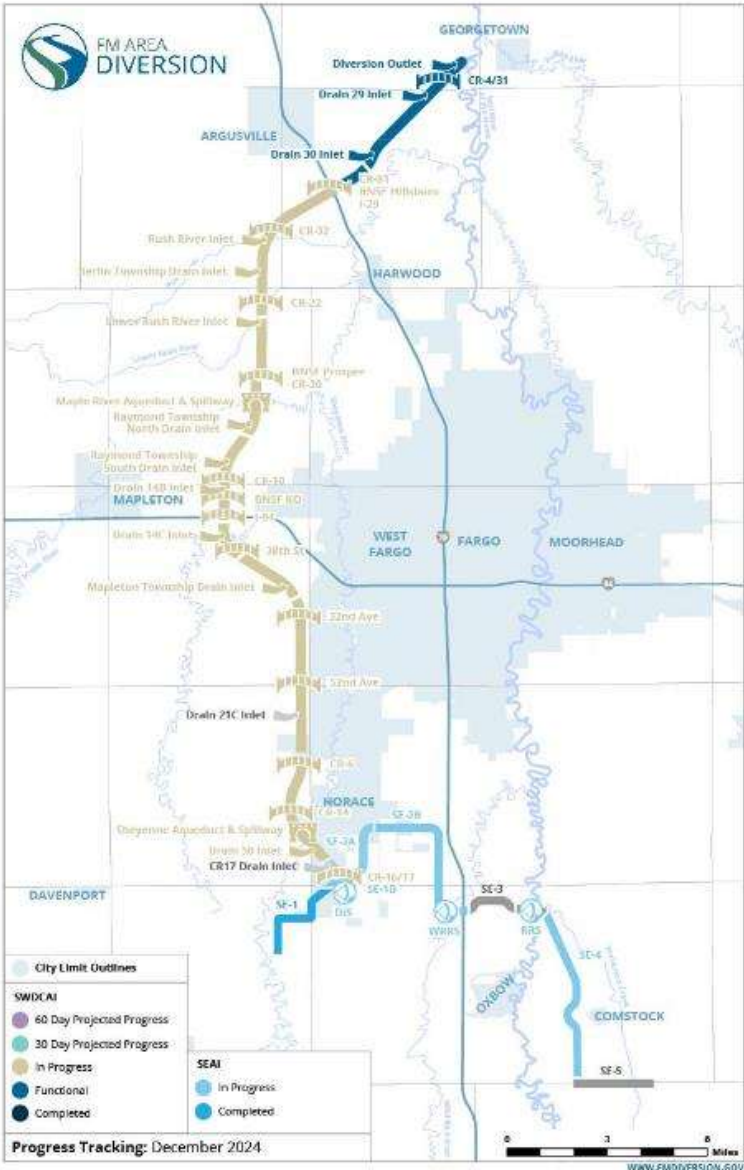 FM AREA
DIVERSION
GEORGETOWN
Diversion Outlet
CR-4/31
Drain 29 Inlet
ARGUSVILLE
Drain 30 Inlet
CR-81
BNSF Hillsboro
I-29
CR-32
Rush River Inlet
Berlin Township Drain Inlet
HARWOOD
CR-22
Lower Rush River Inlet
BNSF Prosper
CR-20
Maple River Aqueduct & Spillway
Raymond Township
North Drain Inlet
Raymond Township
South Drain Inlet
CR-10
Drain 14B Inlet
MAPLETON
BNSF KO
I-94
Drain 14C Inlet
38th St
WEST
FARGO
FARGO
MOORHEAD
Mapleton Township Drain Inlet
32nd Ave
52nd Ave
Drain 21C Inlet
CR-6
HORACE
CR-14
SE-2B
Sheyenne Aqueduct & Spillway
SE-2A
Drain 50 Inlet
CR17 Drain Inlet
CR-16/17
DAVENPORT
SE-1B
SE-1
DIS
SE-3
WRRS
RRS
SE-4
OXBOW
COMSTOCK
SE-5
City Limit Outlines
SWDCAI
60 Day Projected Progress
30 Day Projected Progress
In Progress
Functional
Completed
SEAI
In Progress
Completed
Progress Tracking: December 2024
0 3 6
Miles
WWW.FMDIVERSION.GOV